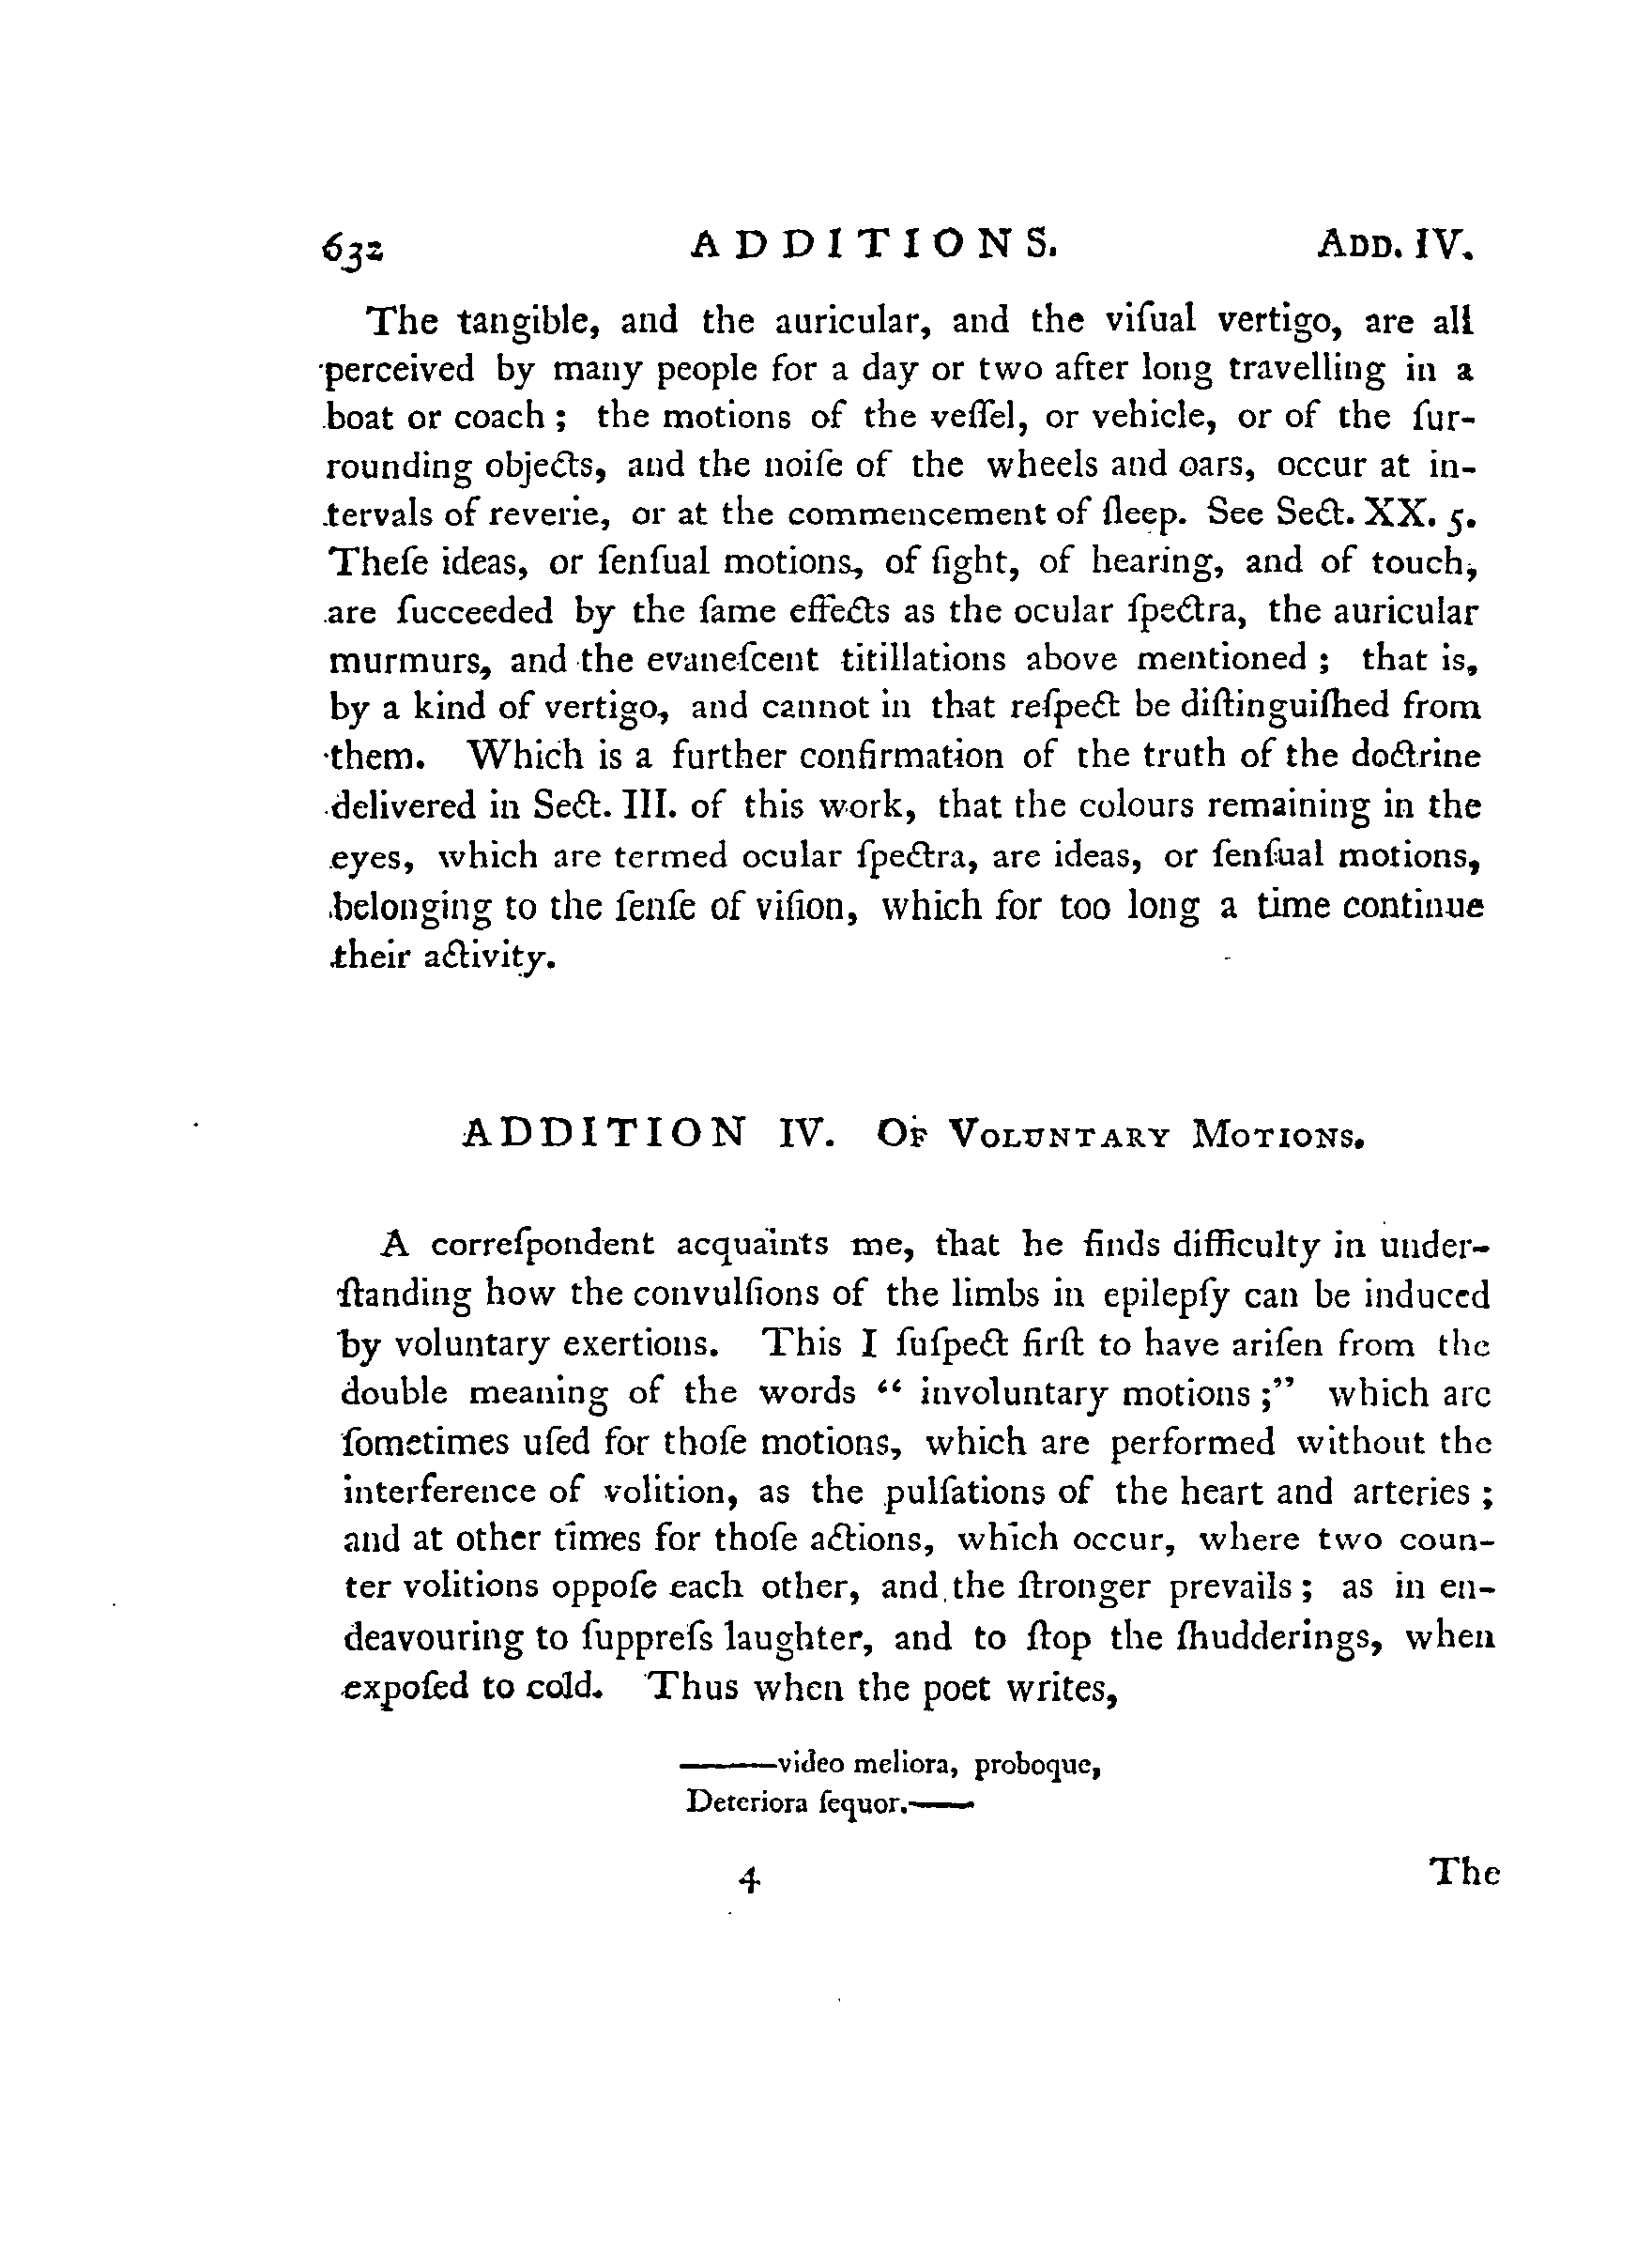 632 ADDITIONS. ADD. IV.
The tangible, and the auricular, and the viſual vertigo, are all
perceived by many people for a day or two after long travelling in a
boat or coach ; the motions of the veſſel, or vehicle, or of the ſur-
rounding objects, and the noiſe of the wheels and oars, occur at in-
tervals of reverie, or at the commencement of ſleep. See Sect. XX. 5.
Theſe ideas, or ſenſual motions, of ſight, of hearing, and of touch,
are ſucceeded by the ſame effects as the ocular ſpectra, the auricular
murmurs, and the evaneſcent titillations above mentioned ; that is,
by a kind of vertigo, and cannot in that reſpect be diſtinguiſhed from
them. Which is a further confirmation of the truth of the doctrine
delivered in Sect. III. of this work, that the colours remaining in the
eyes, which are termed ocular ſpectra, are ideas, or ſenſual motions,
belonging to the ſenſe of viſion, which for too long a time continue
their activity.
ADDITION IV. OF VOLUNTARY MOTIONS.
A correſpondent acquaints me, that he finds difficulty in under-
ſtanding how the convulſions of the limbs in epilepſy can be induced
by voluntary exertions. This I ſuſpect firſt to have ariſen from the
double meaning of the words “ involuntary motions ;” which are
ſometimes uſed for thoſe motions, which are performed without the
interference of volition, as the pulſations of the heart and arteries ;
and at other times for thoſe actions, which occur, where two coun-
ter volitions oppoſe each other, and the ſtronger prevails ; as in en-
deavouring to ſuppreſs laughter, and to ſtop the ſhudderings, when
expoſed to cold. Thus when the poet writes,
———video meliora, proboque,
Deteriora ſequor.——
4 The